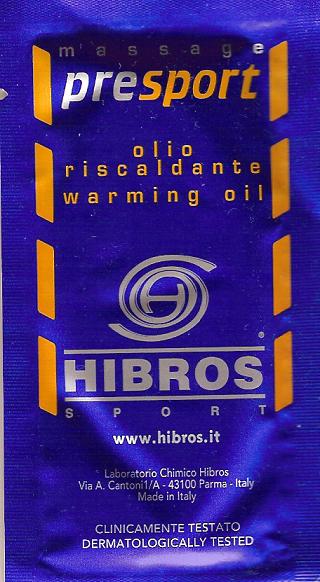 massage
presport
olio
riscaldante
warming oil
HIBROS
®
SPORT
www.hibros.it
Laboratorio Chimico Hibros
Via A. Cantoni1/A - 43100 Parma - Italy
Made in Italy
CLINICAMENTE TESTATO
DERMATOLOGICALLY TESTED